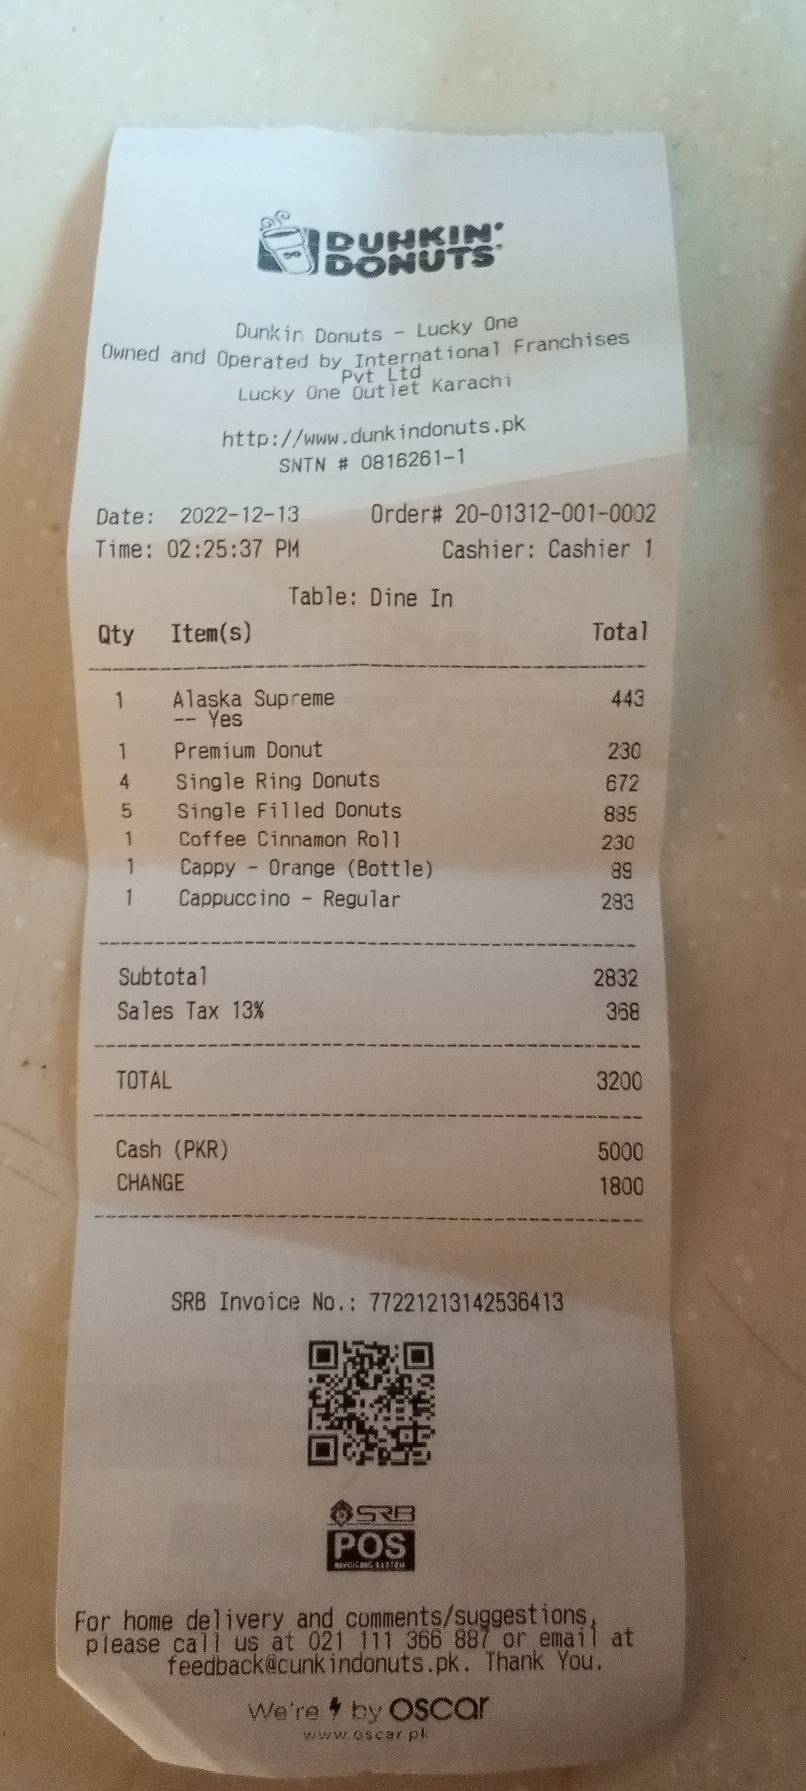 DUNKIN'
DONUTS
Dunkin Donuts - Lucky One
Owned and Operated by International Franchises
Pvt Ltd
Lucky One Outlet Karachi
http://www.dunkindonuts.pk
SNTN # 0816261-1
Date: 2022-12-13 Order# 20-01312-001-0002
Time: 02:25:37 PM Cashier: Cashier 1
Table: Dine In
Qty Item(s) Total
1 Alaska Supreme 443
-- Yes
1 Premium Donut 230
4 Single Ring Donuts 672
5 Single Filled Donuts 885
1 Coffee Cinnamon Roll 230
1 Cappy - Orange (Bottle) 89
1 Cappuccino - Regular 283
Subtotal 2832
Sales Tax 13% 368
TOTAL 3200
Cash (PKR) 5000
CHANGE 1800
SRB Invoice No.: 77221213142536413
SRB
POS
INVOICING SYSTEM
For home delivery and comments/suggestions,
please call us at 021 111 366 887 or email at
feedback@cunkindonuts.pk. Thank You.
We're by OSCAR
www.oscar.pk